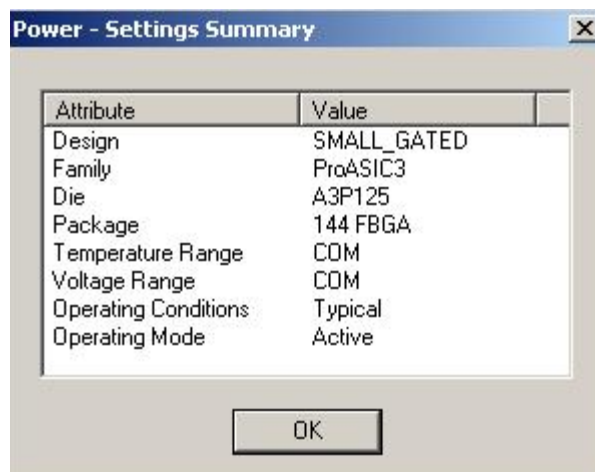 Power - Settings Summary
Attribute Value
Design SMALL_GATED
Family ProASIC3
Die A3P125
Package 144 FBGA
Temperature Range COM
Voltage Range COM
Operating Conditions Typical
Operating Mode Active
OK